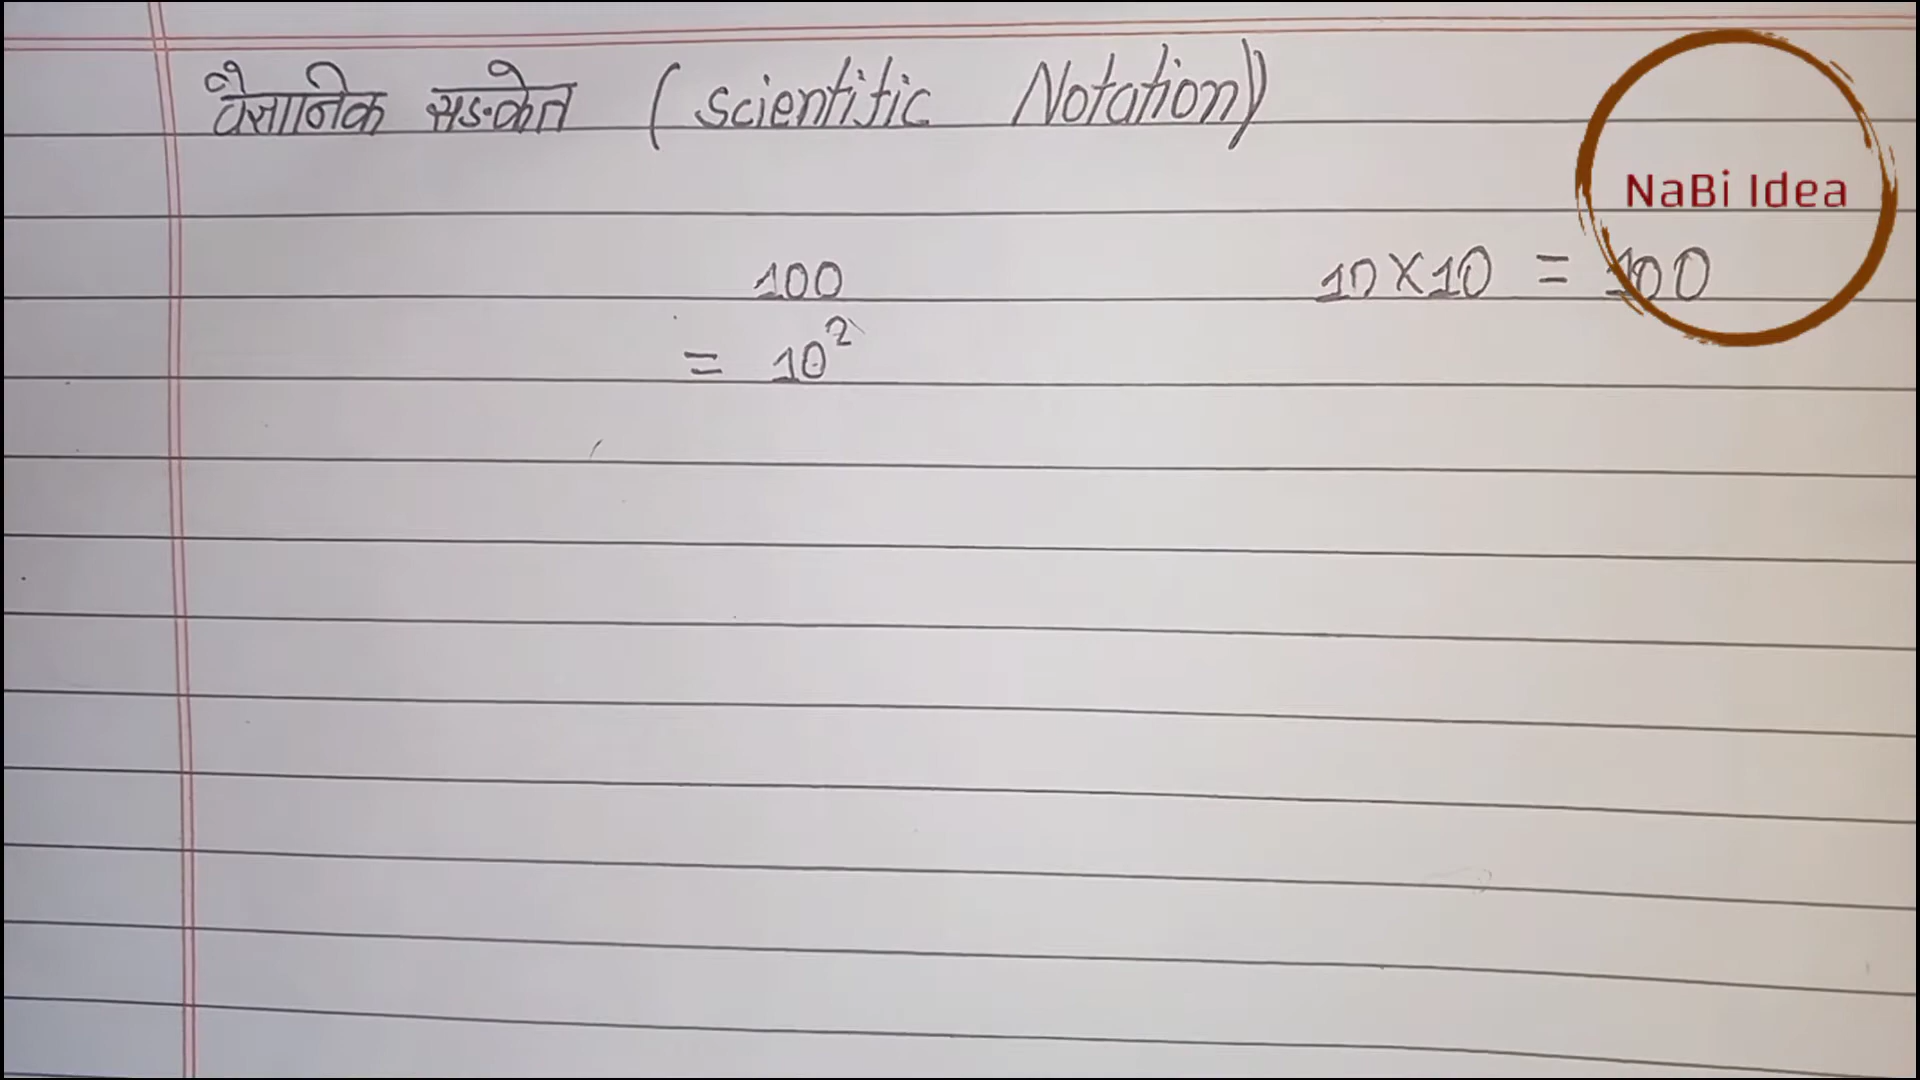 वैज्ञानिक सङ्केत (scientific Notation)
NaBi Idea
100
10×10 = 100
= 10²